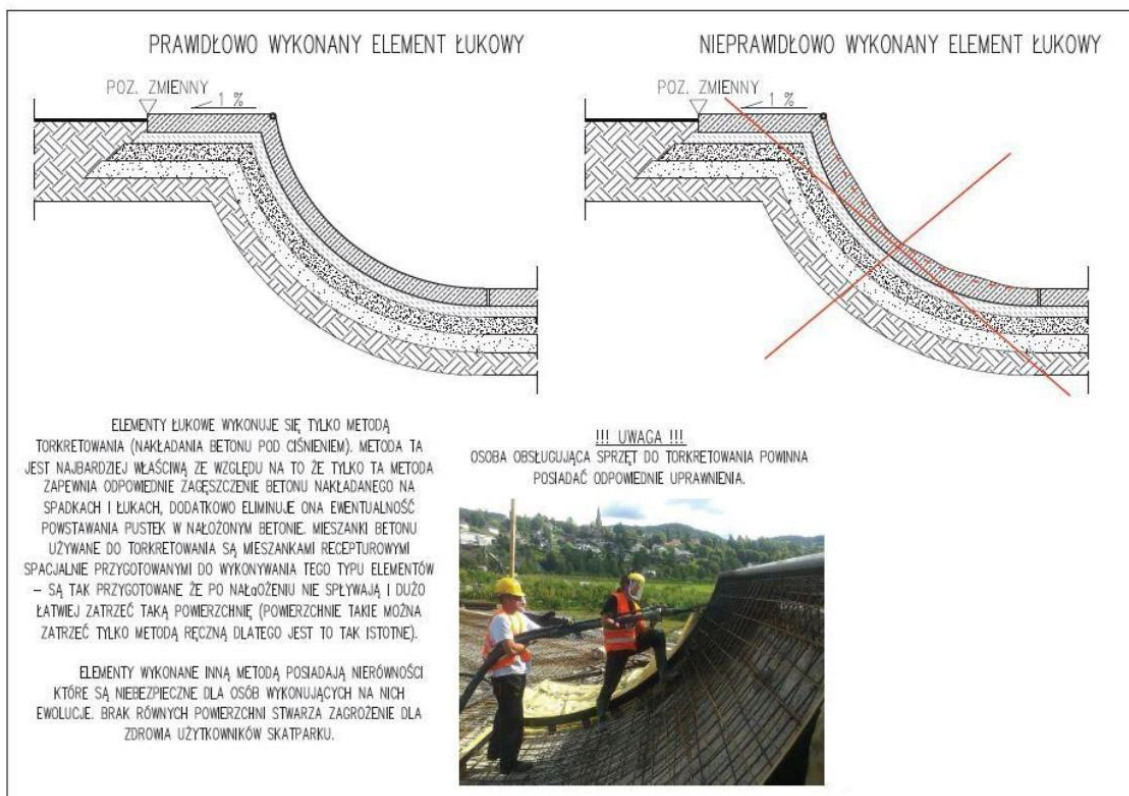 PRAWIDŁOWO WYKONANY ELEMENT ŁUKOWY
POZ. ZMIENNY
1 %
NIEPRAWIDŁOWO WYKONANY ELEMENT ŁUKOWY
POZ. ZMIENNY
1 %
ELEMENTY ŁUKOWE WYKONUJE SIĘ TYLKO METODĄ
TORKRETOWANIA (NAKŁADANIA BETONU POD CIŚNIENIEM). METODA TA
JEST NAJBARDZIEJ WŁAŚCIWĄ ZE WZGLĘDU NA TO ŻE TYLKO TA METODA
ZAPEWNIA ODPOWIEDNIE ZAGĘSZCZENIE BETONU NAKŁADANEGO NA
SPADKACH I ŁUKACH, DODATKOWO ELIMINUJE ONA EWENTUALNOŚĆ
POWSTAWANIA PUSTEK W NAŁOŻONYM BETONIE. MIESZANKI BETONU
UŻYWANE DO TORKRETOWANIA SĄ MIESZANKAMI RECEPTUROWYMI
SPACJALNIE PRZYGOTOWANYMI DO WYKONYWANIA TEGO TYPU ELEMENTÓW
– SĄ TAK PRZYGOTOWANE ŻE PO NAŁαOŻENIU NIE SPŁYWAJĄ I DUŻO
ŁATWIEJ ZATRZEĆ TAKĄ POWIERZCHNIĘ (POWIERZCHNIE TAKIE MOŻNA
ZATRZEĆ TYLKO METODĄ RĘCZNĄ DLATEGO JEST TO TAK ISTOTNE).
ELEMENTY WYKONANE INNĄ METODĄ POSIADAJĄ NIERÓWNOŚCI
KTÓRE SĄ NIEBEZPIECZNE DLA OSÓB WYKONUJĄCYCH NA NICH
EWOLUCJE. BRAK RÓWNYCH POWIERZCHNI STWARZA ZAGROŻENIE DLA
ZDROWIA UŻYTKOWNIKÓW SKATPARKU.
!!! UWAGA !!!
OSOBA OBSŁUGUJĄCA SPRZĘT DO TORKRETOWANIA POWINNA
POSIADAĆ ODPOWIEDNIE UPRAWNIENIA.